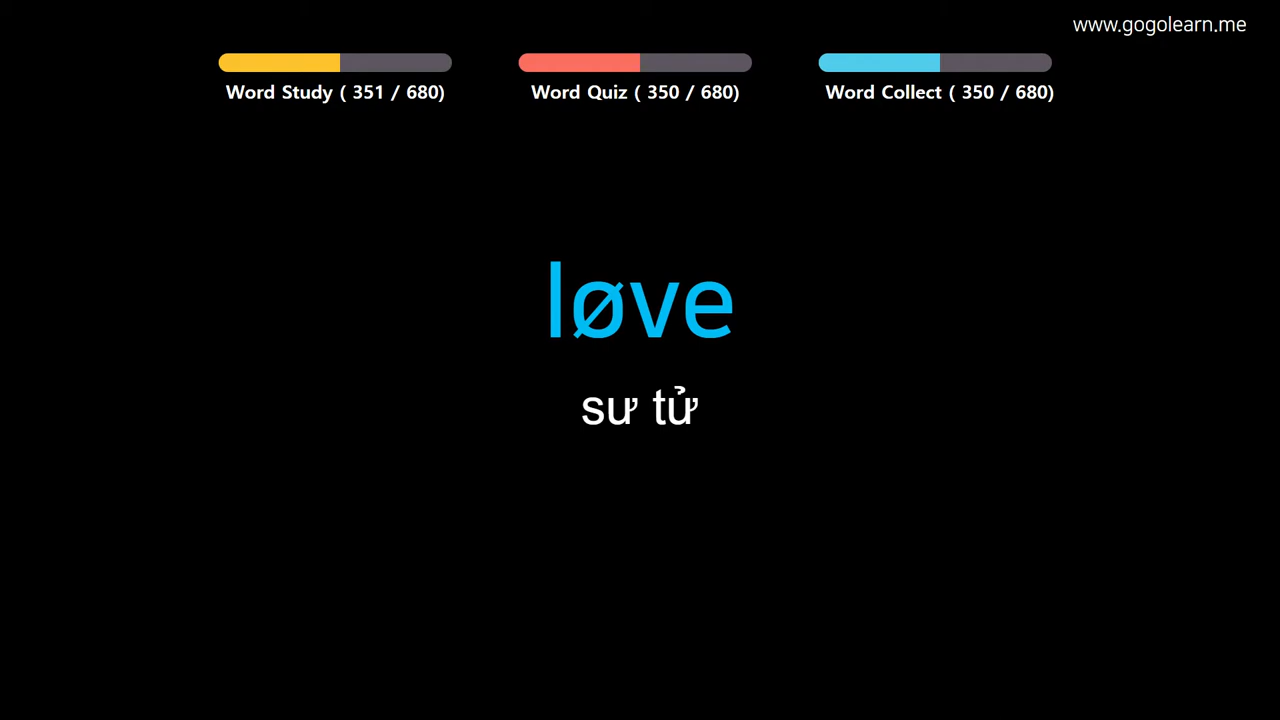 www.gogolearn.me
Word Study ( 351 / 680)
Word Quiz ( 350 / 680)
Word Collect ( 350 / 680)
løve
sư tử